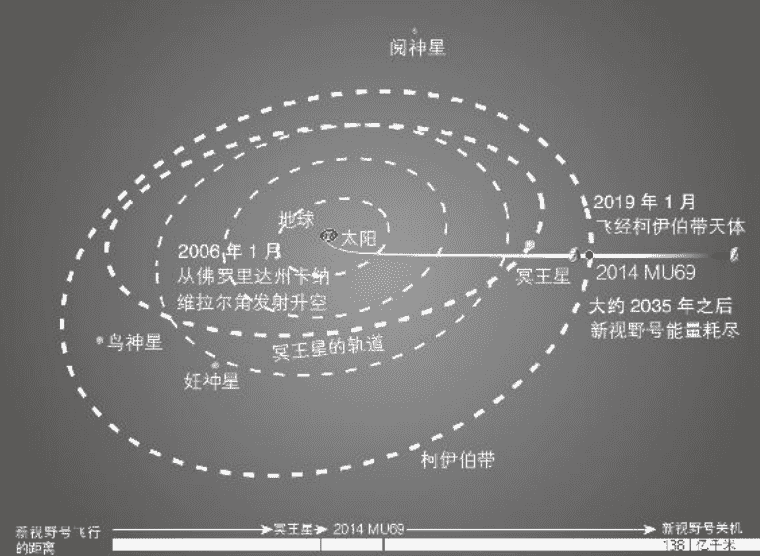 阅神星
2019 年 1 月
飞经柯伊伯带天体
2014 MU69
大约 2035 年之后
新视野号能量耗尽
地球
太阳
2006 年 1 月
从佛罗里达州卡纳
维拉尔角发射升空
冥王星
鸟神星
冥王星的轨道
妊神星
柯伊伯带
新视野号飞行
的距离
冥王星
2014 MU69
新视野号关机
138 亿千米